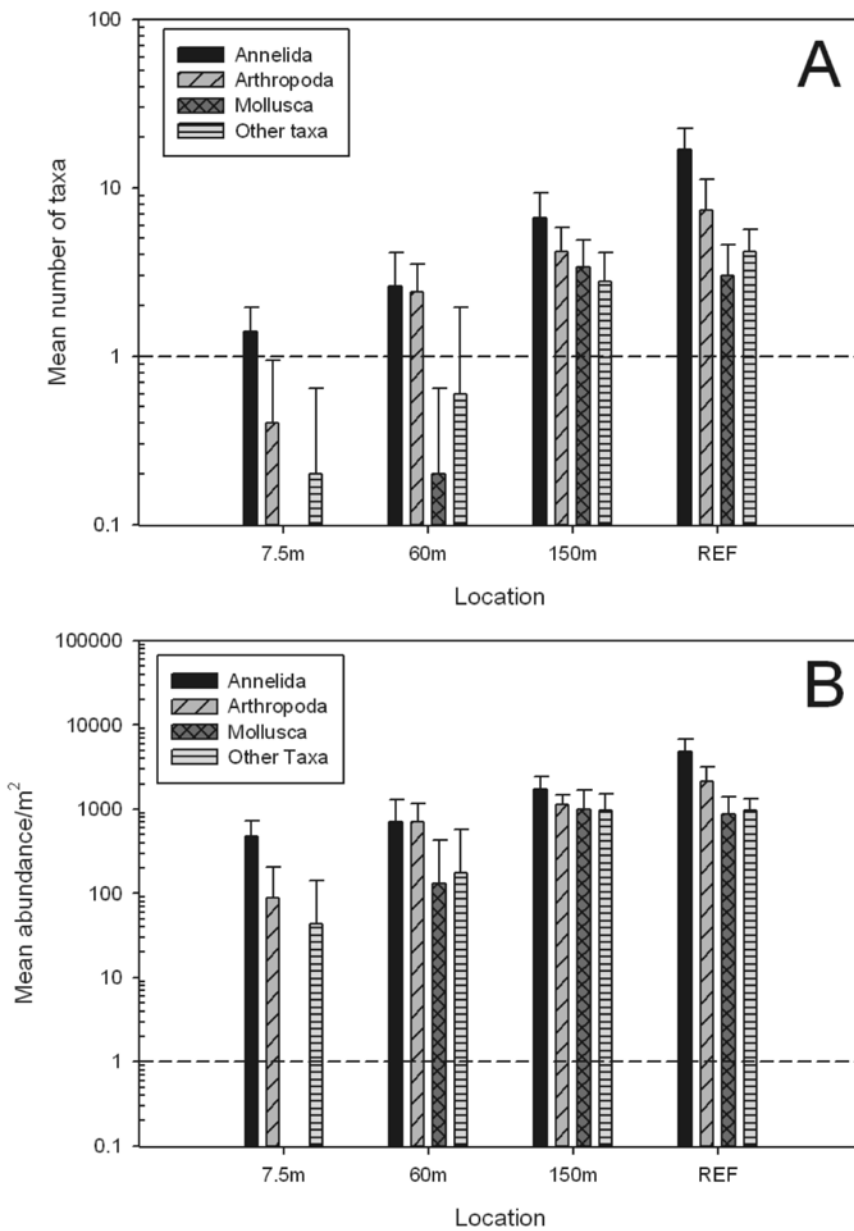 100
10
1
0.1
Mean number of taxa
Annelida
Arthropoda
Mollusca
Other taxa
A
7.5m 60m 150m REF
Location
100000
10000
1000
100
10
1
0.1
Mean abundance/m²
Annelida
Arthropoda
Mollusca
Other Taxa
B
7.5m 60m 150m REF
Location